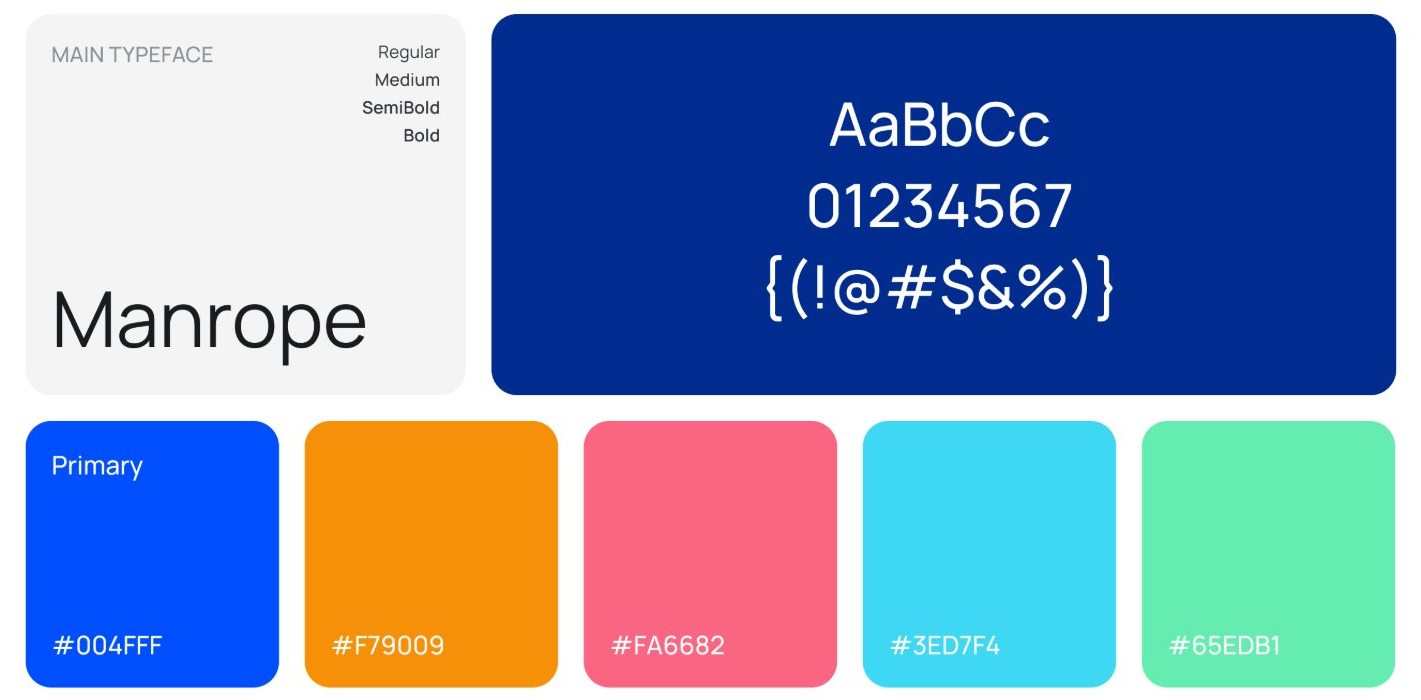 MAIN TYPEFACE
Regular
Medium
SemiBold
Bold
Manrope
AaBbCc
01234567
{(!@#$&%)}
Primary
#004FFF
#F79009
#FA6682
#3ED7F4
#65EDB1